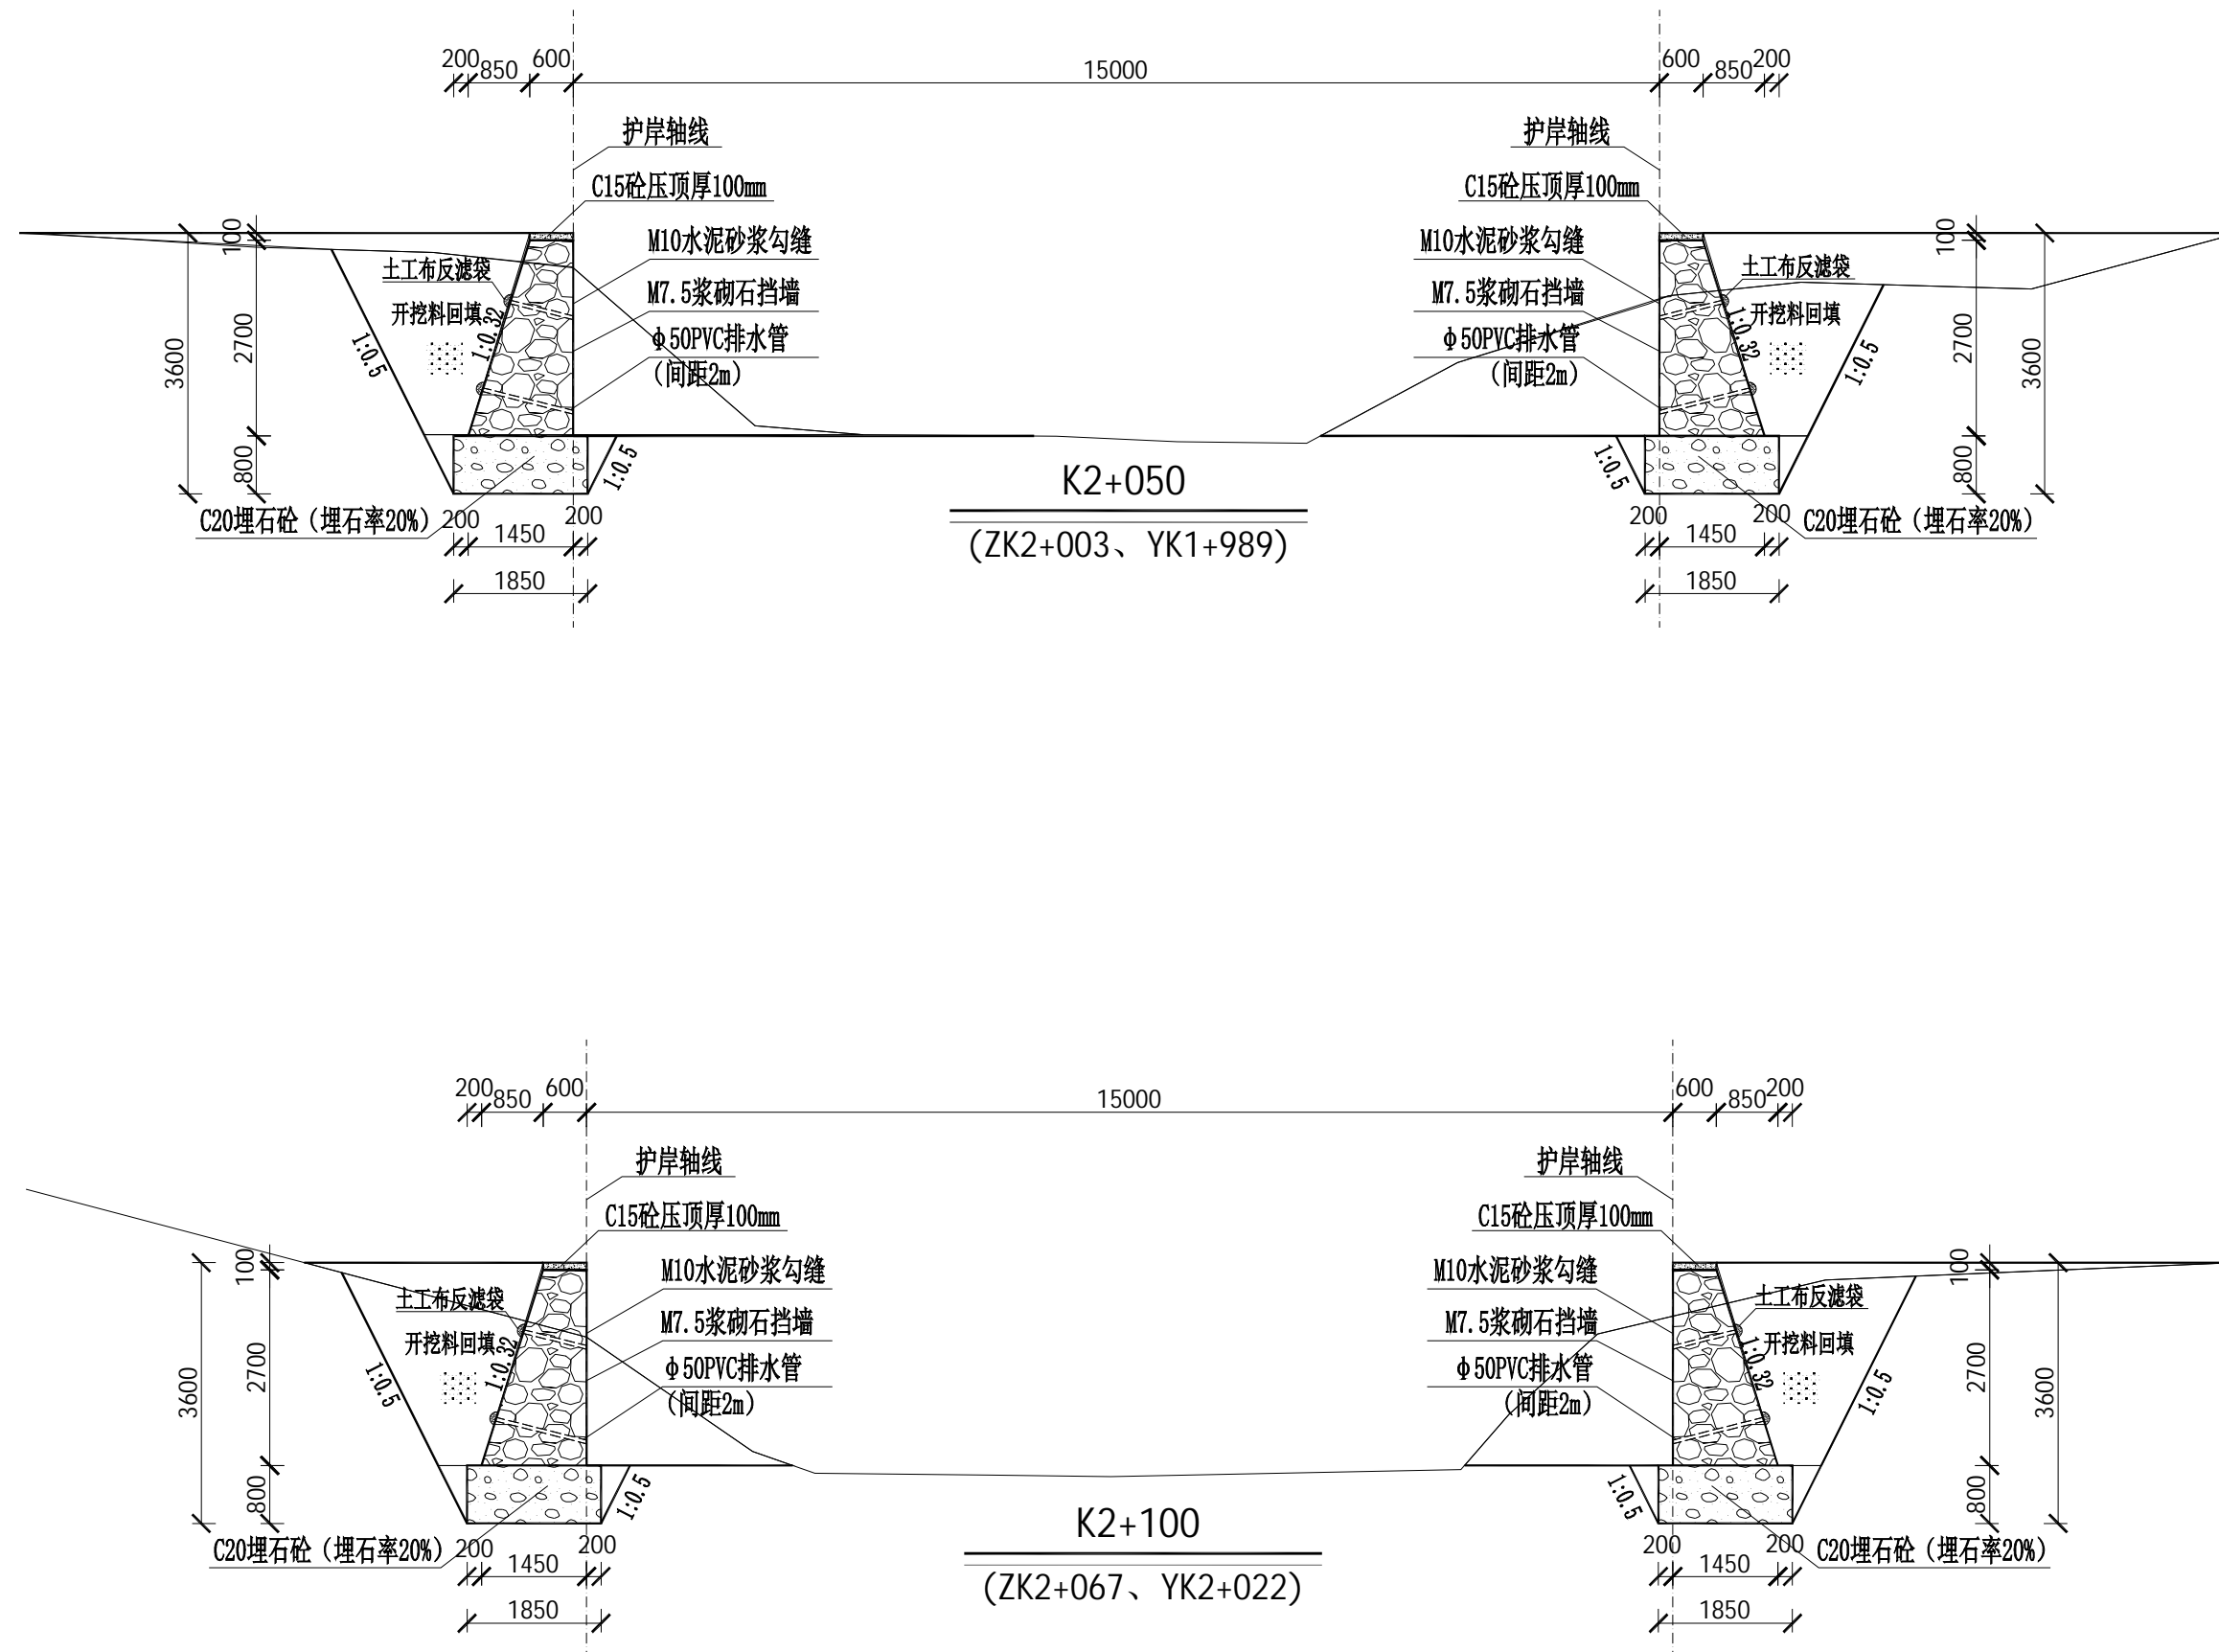 200 850 600 15000 600 850 200
护岸轴线 护岸轴线
C15砼压顶厚100mm C15砼压顶厚100mm
100 M10水泥砂浆勾缝 M10水泥砂浆勾缝 100
土工布反滤袋 土工布反滤袋
M7.5浆砌石挡墙 M7.5浆砌石挡墙
开挖料回填 开挖料回填
3600 2700 1:0.5 1:0.32 φ50PVC排水管 φ50PVC排水管 1:0.32 1:0.5 2700 3600
(间距2m) (间距2m)
800 1:0.5 1:0.5 800
K2+050
C20埋石砼(埋石率20%) 200 200 200 200 C20埋石砼(埋石率20%)
1450 (ZK2+003、YK1+989) 1450
1850 1850
200 850 600 15000 600 850 200
护岸轴线 护岸轴线
C15砼压顶厚100mm C15砼压顶厚100mm
100 M10水泥砂浆勾缝 M10水泥砂浆勾缝 100
土工布反滤袋 土工布反滤袋
M7.5浆砌石挡墙 M7.5浆砌石挡墙
开挖料回填 开挖料回填
3600 2700 1:0.5 1:0.32 φ50PVC排水管 φ50PVC排水管 1:0.32 1:0.5 2700 3600
(间距2m) (间距2m)
800 1:0.5 1:0.5 800
K2+100
C20埋石砼(埋石率20%) 200 200 200 200 C20埋石砼(埋石率20%)
1450 (ZK2+067、YK2+022) 1450
1850 1850